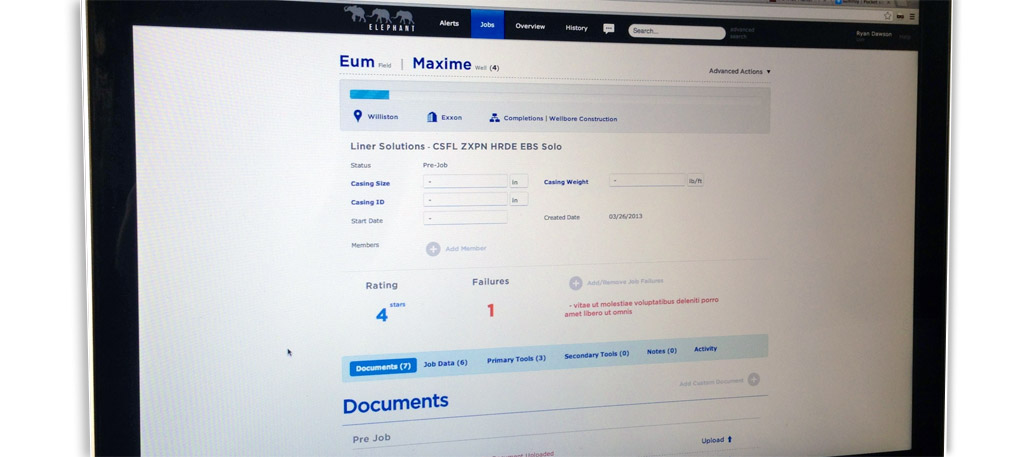 ELEPHANT
Alerts Jobs Overview History Search... advanced search Ryan Dawson
Eum Field | Maxime Well (4)
Advanced Actions ▼
Williston Exxon Completions | Wellbore Construction
Liner Solutions - CSFL ZXPN HRDE EBS Solo
Status Pre-Job
Casing Size - in Casing Weight - lb/ft
Casing ID - in
Start Date - Created Date 03/26/2013
Members Add Member
Rating Failures Add/Remove Job Failures
4 stars 1 - vitae ut molestiae voluptatibus deleniti porro
amet libero ut omnis
Documents (7) Job Data (6) Primary Tools (3) Secondary Tools (0) Notes (0) Activity
Add Custom Document
Documents
Pre Job
Upload
Uploaded